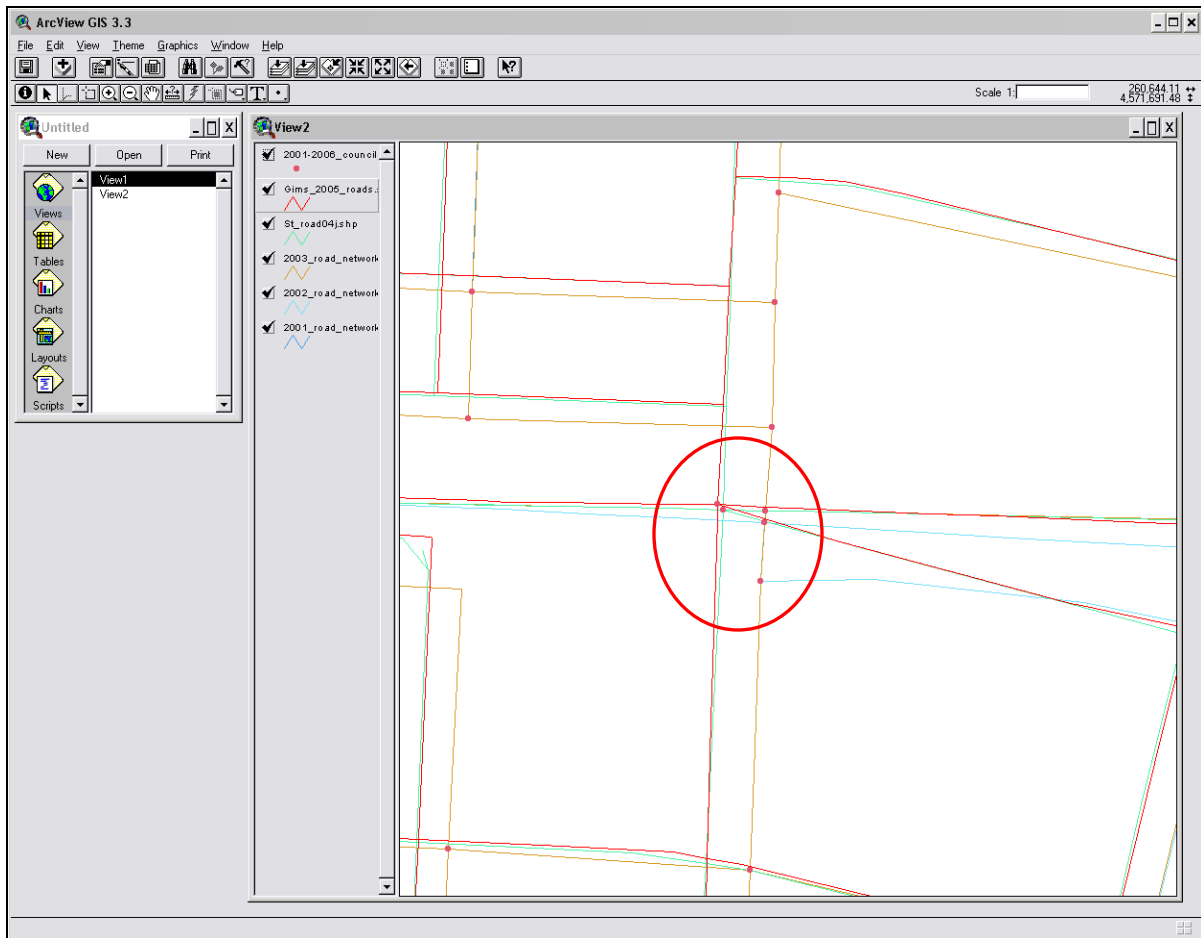 ArcView GIS 3.3
File Edit View Theme Graphics Window Help
Scale 1:
260,644.11
4,571,691.48
Untitled
New Open Print
Views
Tables
Charts
Layouts
Scripts
View1
View2
View2
2001-2006_council
Gims_2005_roads.s
St_road04j.shp
2003_road_network
2002_road_network
2001_road_network